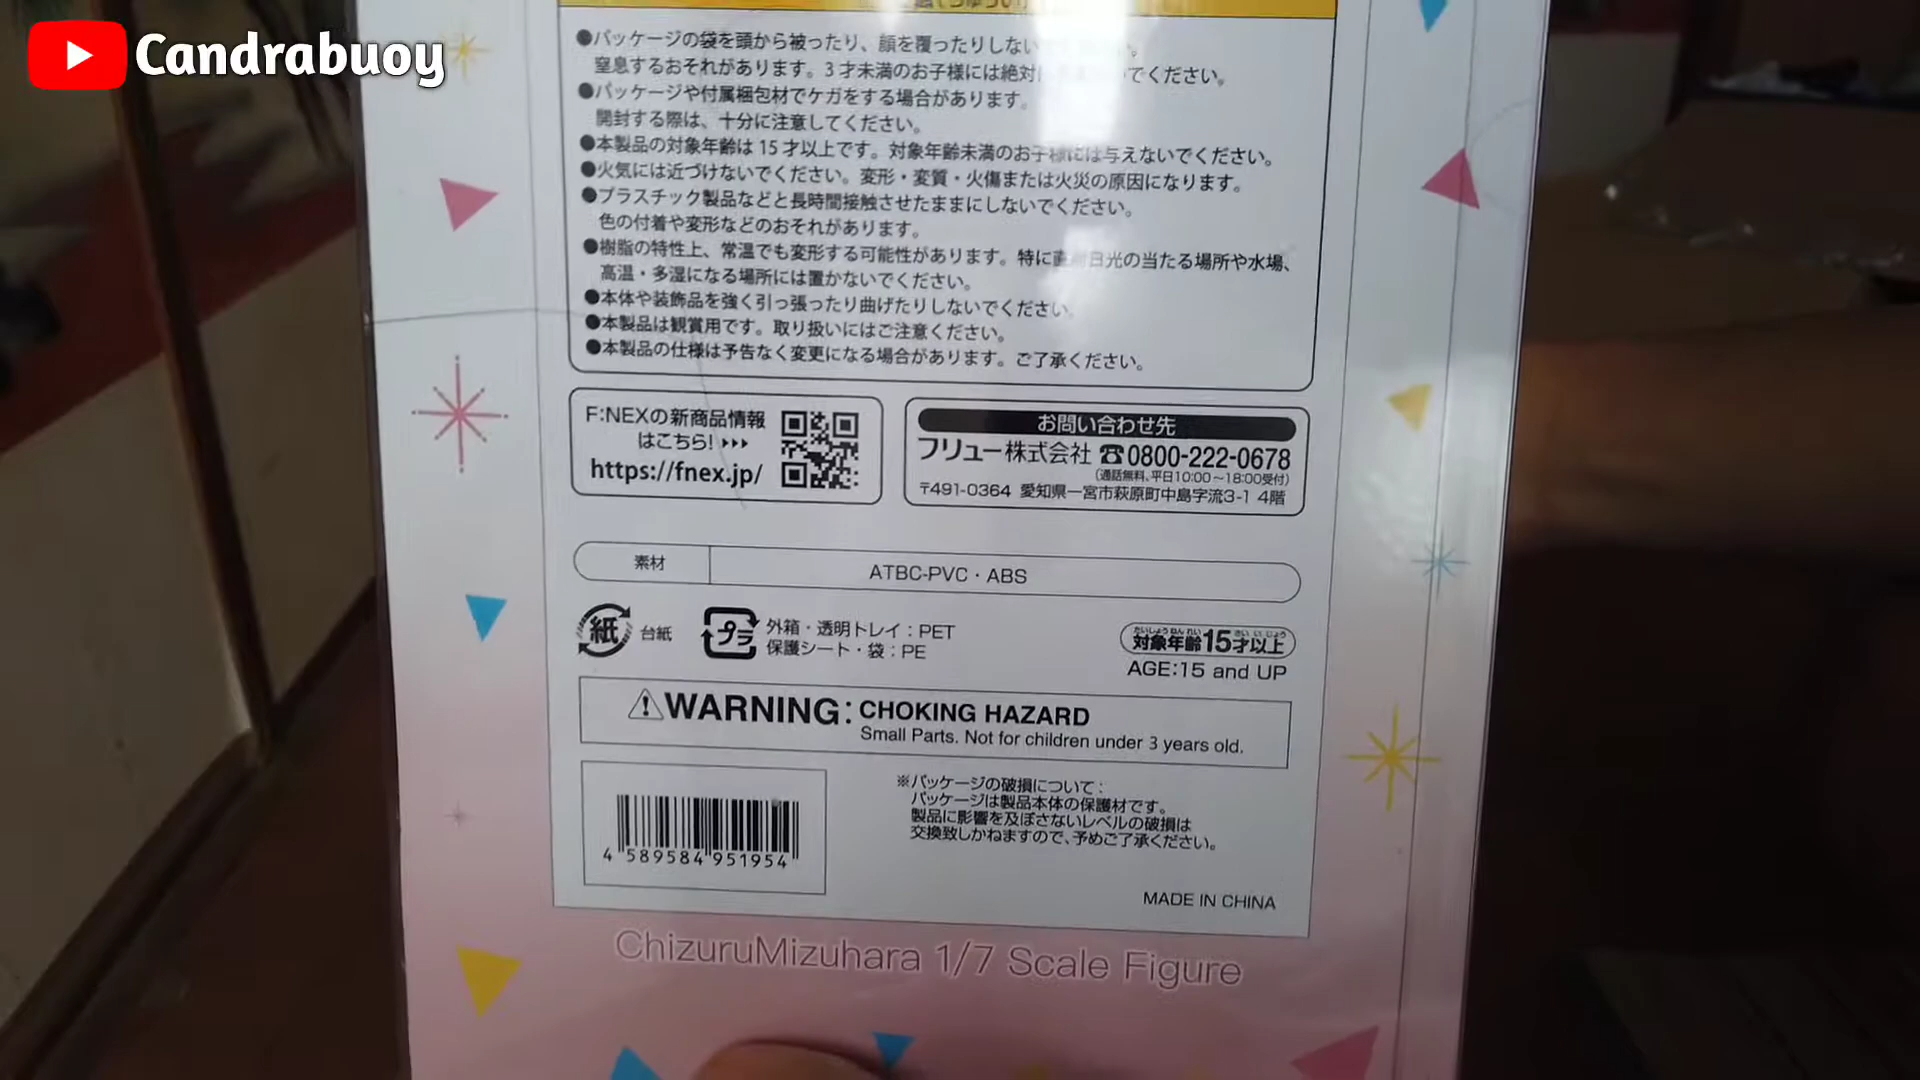 Candrabuoy
●パッケージの袋を頭から被ったり、顔を覆ったりしない
窒息するおそれがあります。3才未満のお子様には絶対 でください。
●パッケージや付属梱包材でケガをする場合があります。
開封する際は、十分に注意してください。
●本製品の対象年齢は15才以上です。対象年齢未満のお子様には与えないでください。
●火気には近づけないでください。変形・変質・火傷または火災の原因になります。
●プラスチック製品などと長時間接触させたままにしないでください。
色の付着や変形などのおそれがあります。
●樹脂の特性上、常温でも変形する可能性があります。特に直射日光の当たる場所や水場、
高温・多湿になる場所には置かないでください。
●本体や装飾品を強く引っ張ったり曲げたりしないでください。
●本製品は観賞用です。取り扱いにはご注意ください。
●本製品の仕様は予告なく変更になる場合があります。ご了承ください。
F:NEXの新商品情報
はこちら!
https://fnex.jp/
お問い合わせ先
フリュー株式会社 ☎0800-222-0678
(通話無料、平日10:00～18:00受付)
〒491-0364 愛知県一宮市萩原町中島字流3-1 4階
素材 ATBC-PVC・ABS
紙 台紙
プラ 外箱・透明トレイ:PET
保護シート・袋:PE
たいしょうねんれい さいいじょう
対象年齢15才以上
AGE:15 and UP
⚠WARNING: CHOKING HAZARD
Small Parts. Not for children under 3 years old.
4 589584 951954
※パッケージの破損について:
パッケージは製品本体の保護材です。
製品に影響を及ぼさないレベルの破損は
交換致しかねますので、予めご了承ください。
MADE IN CHINA
ChizuruMizuhara 1/7 Scale Figure